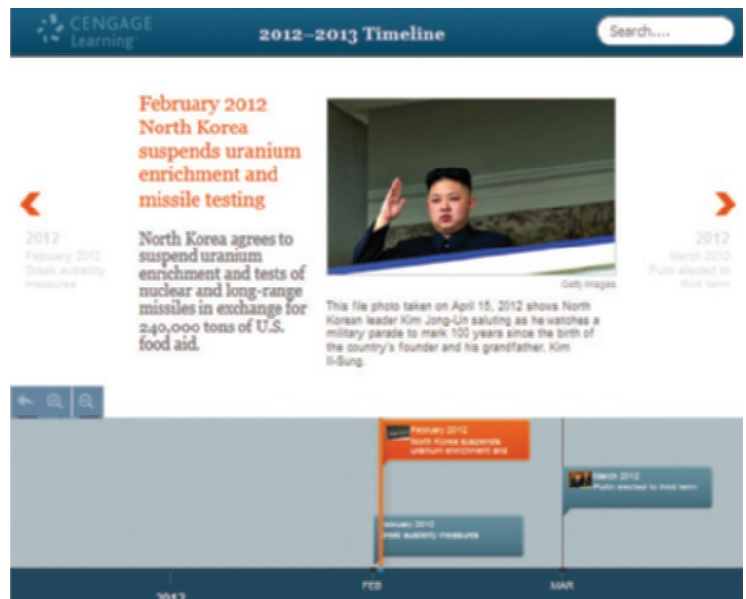 CENGAGE
Learning
2012–2013 Timeline
Search....
February 2012
North Korea
suspends uranium
enrichment and
missile testing
North Korea agrees to
suspend uranium
enrichment and tests of
nuclear and long-range
missiles in exchange for
240,000 tons of U.S.
food aid.
Getty Images
This file photo taken on April 15, 2012 shows North
Korean leader Kim Jong-Un saluting as he watches a
military parade to mark 100 years since the birth of
the country's founder and his grandfather, Kim
Il-Sung.
2012
February 2012
Greek austerity
measures
2012
March 2012
Putin elected to
third term
February 2012
North Korea suspends
uranium enrichment and
March 2012
Putin elected to third term
February 2012
Greek austerity measures
FEB
MAR
2012